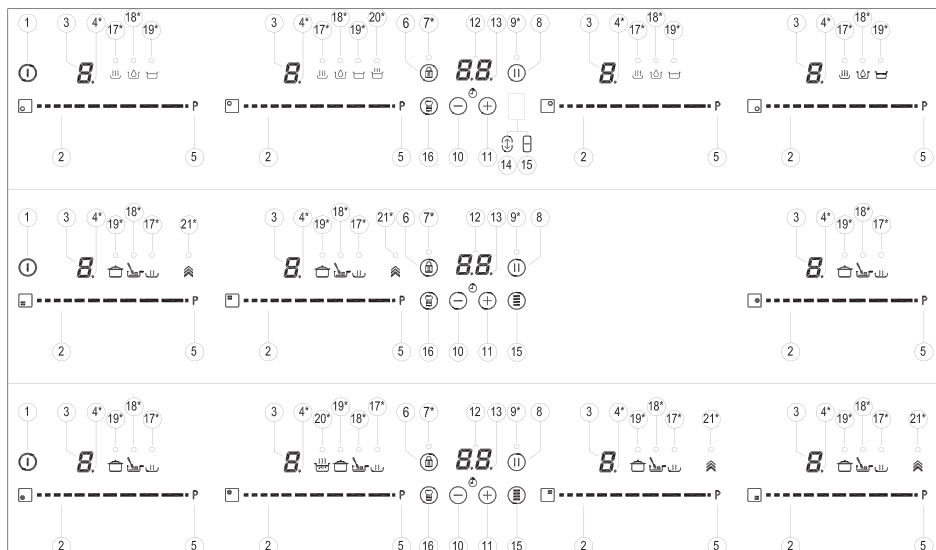 18* 18* 20* 18* 18*
1 3 4* 17* 19* 3 4* 17* 19* 6 7* 12 13 9* 8 3 4* 17* 19* 3 4* 17* 19*
8. 8. 8.8. 8. 8.
P P P P
2 5 2 5 16 10 11 14 15 2 5 2 5
18* 18* 18*
1 3 4* 19* 17* 21* 3 4* 19* 17* 21* 6 7* 12 13 9* 8 3 4* 19* 17*
8. 8. 8.8. 8.
P P P
2 5 2 5 16 10 11 15 2 5
18* 19* 17* 18* 18*
1 3 4* 19* 17* 3 4* 20* 18* 6 7* 12 13 9* 8 3 4* 19* 17* 21* 3 4* 19* 17* 21*
8. 8. 8.8. 8. 8.
P P P P
2 5 2 5 16 10 11 15 2 5 2 5